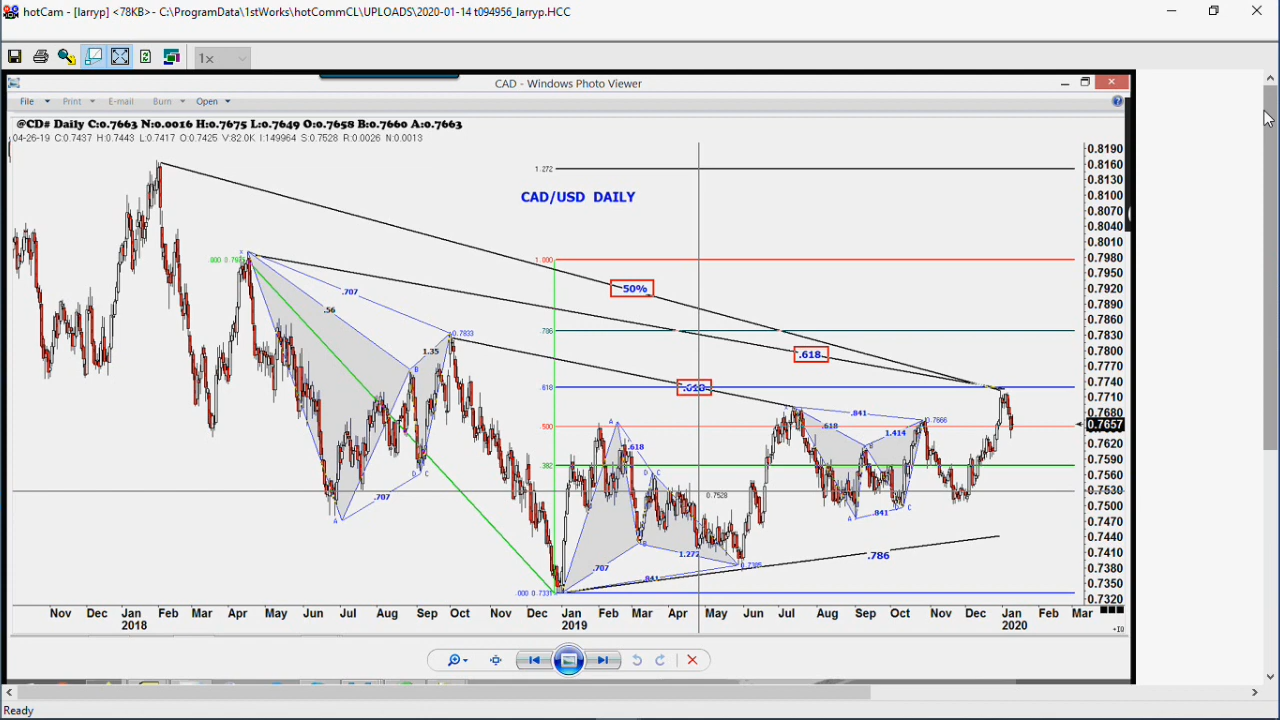 hotCam - [larryp] <78KB>- C:\ProgramData\1stWorks\hotCommCL\UPLOADS\2020-01-14 t094956_larryp.HCC
1x
CAD - Windows Photo Viewer
File Print E-mail Burn Open
@CD# Daily C:0.7663 N:0.0016 H:0.7675 L:0.7649 O:0.7658 B:0.7660 A:0.7663
04-26-19 C:0.7437 H:0.7443 L:0.7417 O:0.7425 V:82.0K I:149964 S:0.7528 R:0.0026 N:0.0013
0.8190
0.8160
0.8130
0.8100
0.8070
0.8040
0.8010
0.7980
0.7950
0.7920
0.7890
0.7860
0.7830
0.7800
0.7770
0.7740
0.7710
0.7680
0.7657
0.7620
0.7590
0.7560
0.7530
0.7500
0.7470
0.7440
0.7410
0.7380
0.7350
0.7320
1.272
CAD/USD DAILY
1.000
50%
.707
.56
.786
0.7833
1.35
B
.618
.618
.618
.841
0.7666
.618
1.414
B
.500
A
.618
.382
D C
D C
.707
A
0.7528
A
.841
C
B
1.272
.786
.707
.841
.000 0.7331
Nov Dec Jan Feb Mar Apr May Jun Jul Aug Sep Oct Nov Dec Jan Feb Mar Apr May Jun Jul Aug Sep Oct Nov Dec Jan Feb Mar
2018 2019 2020
Ready